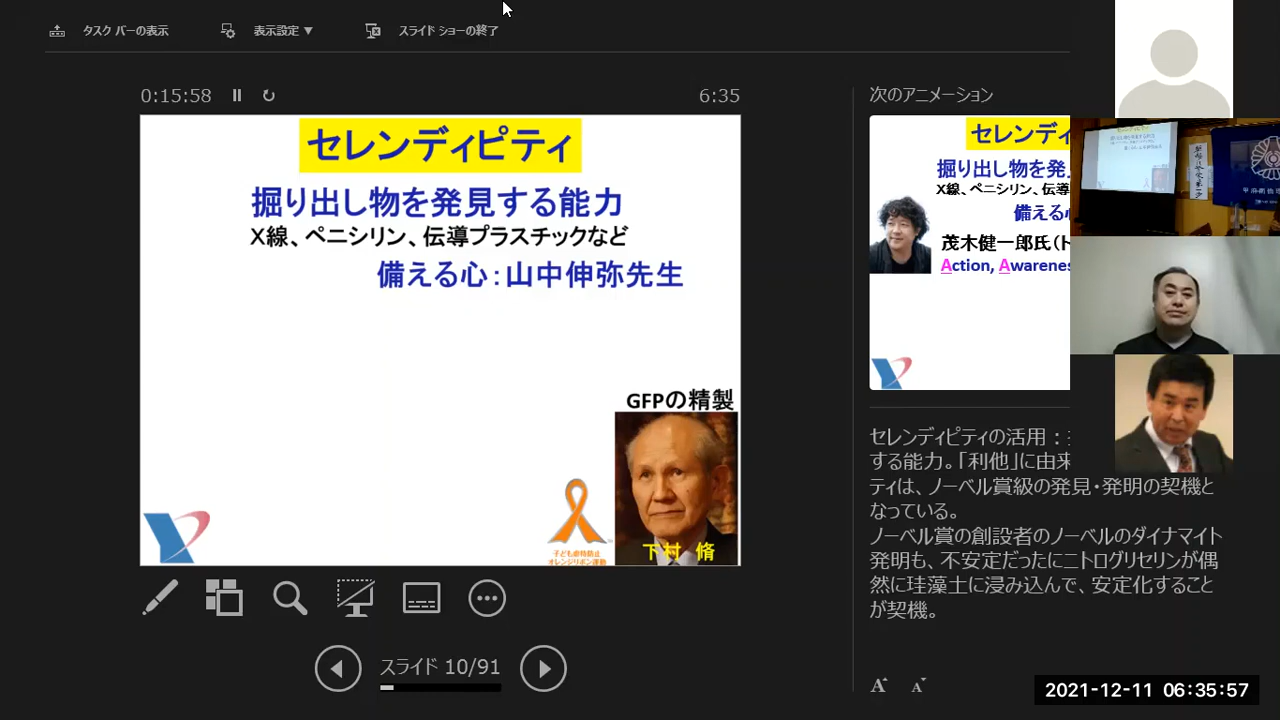 タスク バーの表示
表示設定 ▼
スライド ショーの終了
0:15:58
6:35
セレンディピティ
掘り出し物を発見する能力
X線、ペニシリン、伝導プラスチックなど
備える心：山中伸弥先生
GFPの精製
下村 脩
子ども虐待防止
オレンジリボン運動
次のアニメーション
セレンディ
掘り出し物を発見
X線、ペニシリン、伝導
備える心
茂木健一郎氏（ト
Action, Awareness
セレンディピティの活用：
する能力。「利他」に由来
ティは、ノーベル賞級の発見・発明の契機と
なっている。
ノーベル賞の創設者のノーベルのダイナマイト
発明も、不安定だったニトログリセリンが偶
然に珪藻土に浸み込んで、安定化すること
が契機。
スライド 10/91
A A
2021-12-11 06:35:57